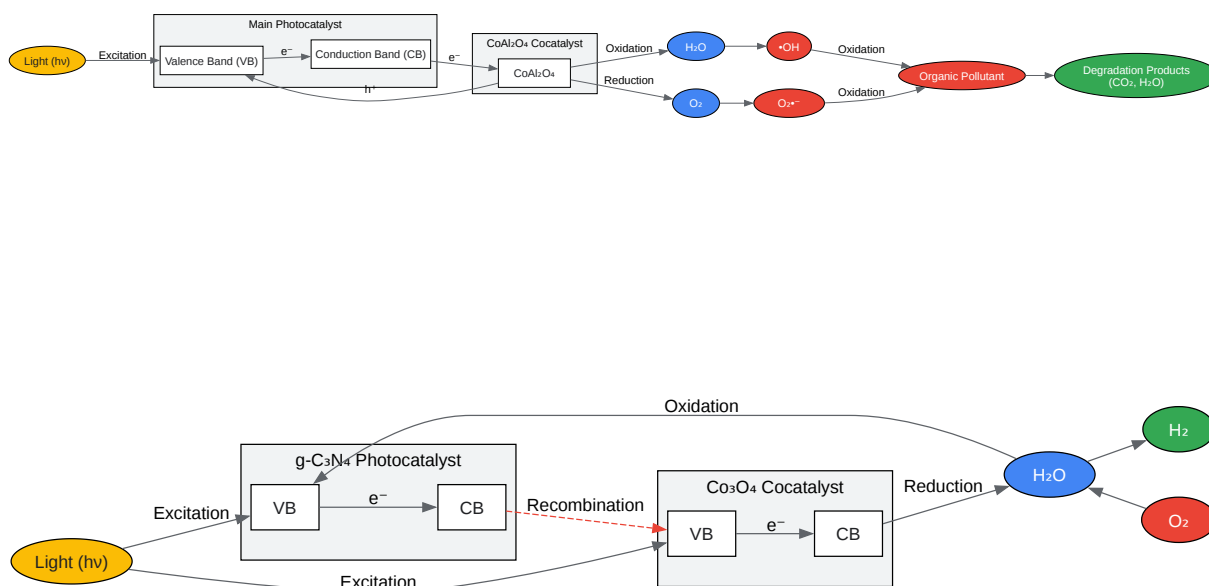 Main Photocatalyst
Light (hν)
Excitation
Valence Band (VB)
e⁻
Conduction Band (CB)
e⁻
h⁺
CoAl₂O₄ Cocatalyst
CoAl₂O₄
Oxidation
Reduction
H₂O
•OH
O₂
O₂•⁻
Oxidation
Oxidation
Organic Pollutant
Degradation Products
(CO₂, H₂O)
Oxidation
g-C₃N₄ Photocatalyst
Light (hν)
Excitation
VB
e⁻
CB
Recombination
Excitation
Co₃O₄ Cocatalyst
VB
e⁻
CB
Reduction
H₂O
H₂
O₂